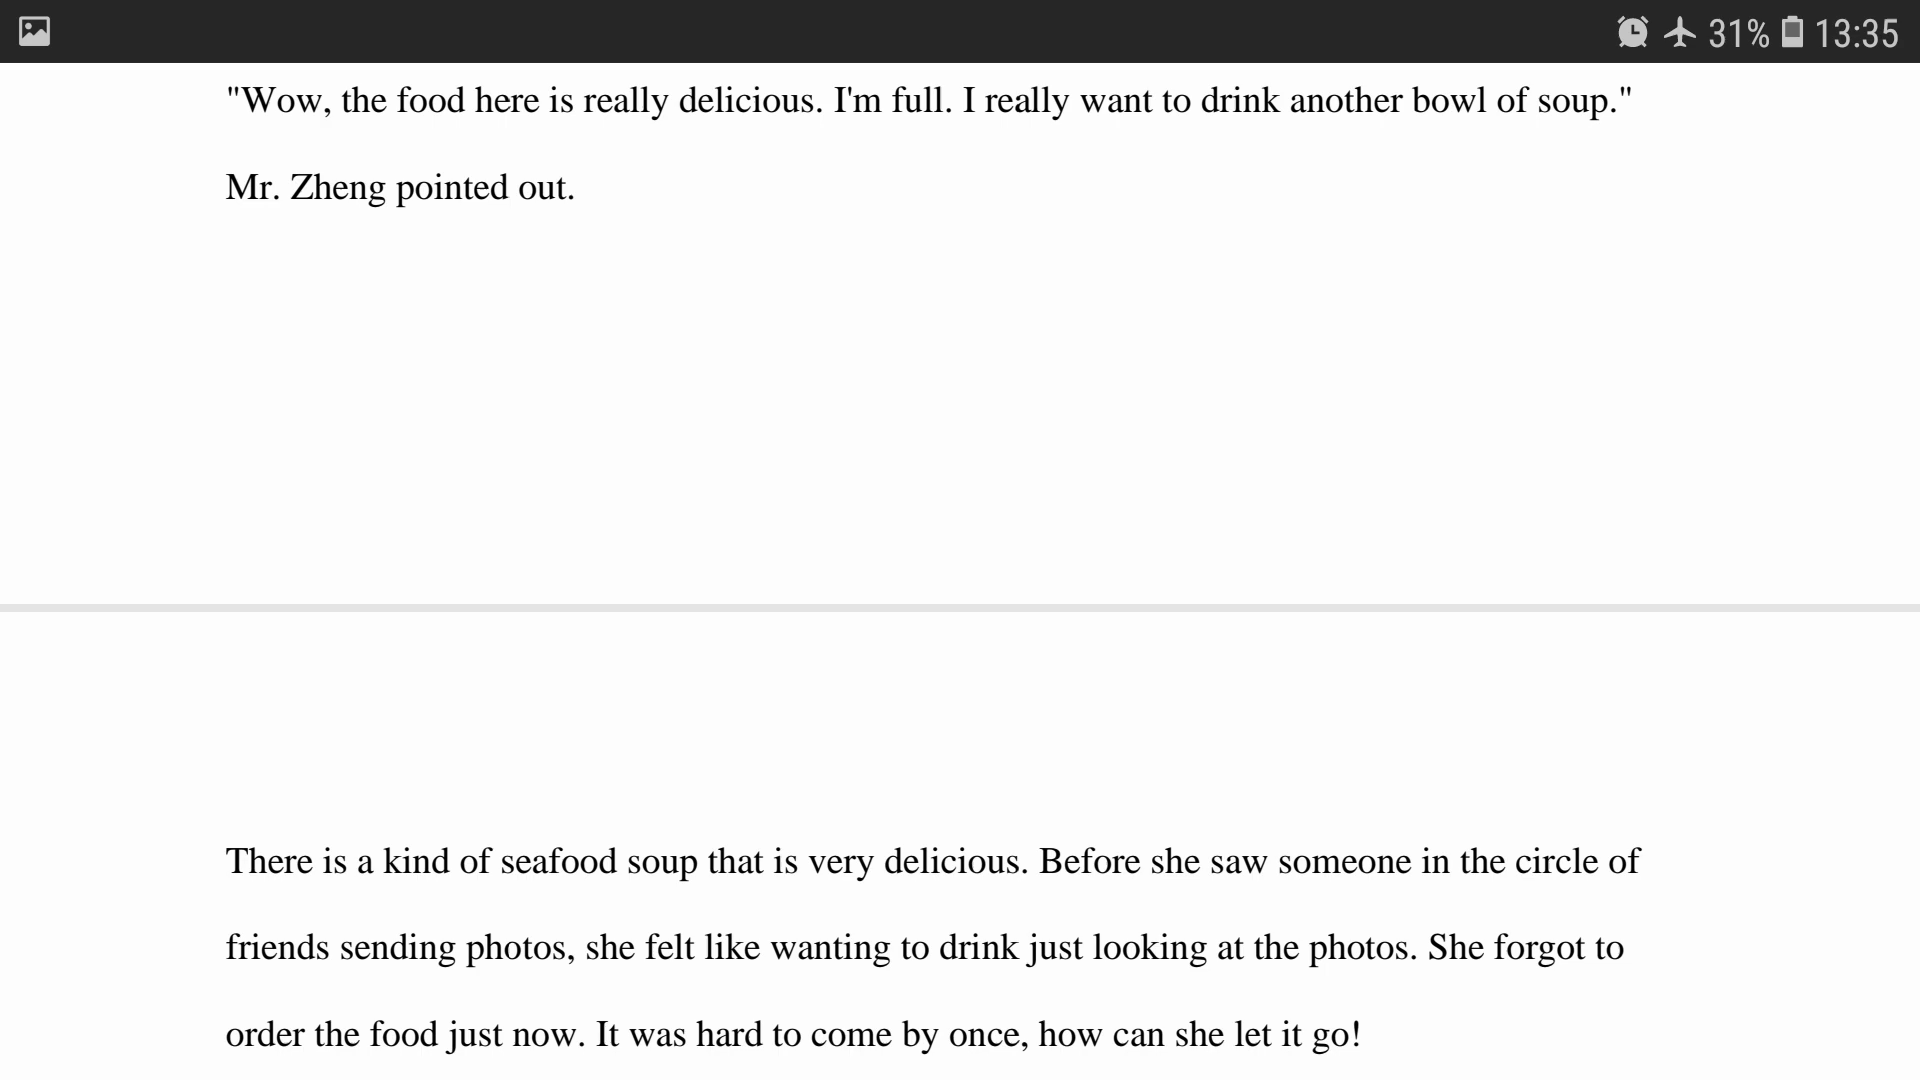 31% 13:35
"Wow, the food here is really delicious. I'm full. I really want to drink another bowl of soup."
Mr. Zheng pointed out.
There is a kind of seafood soup that is very delicious. Before she saw someone in the circle of
friends sending photos, she felt like wanting to drink just looking at the photos. She forgot to
order the food just now. It was hard to come by once, how can she let it go!